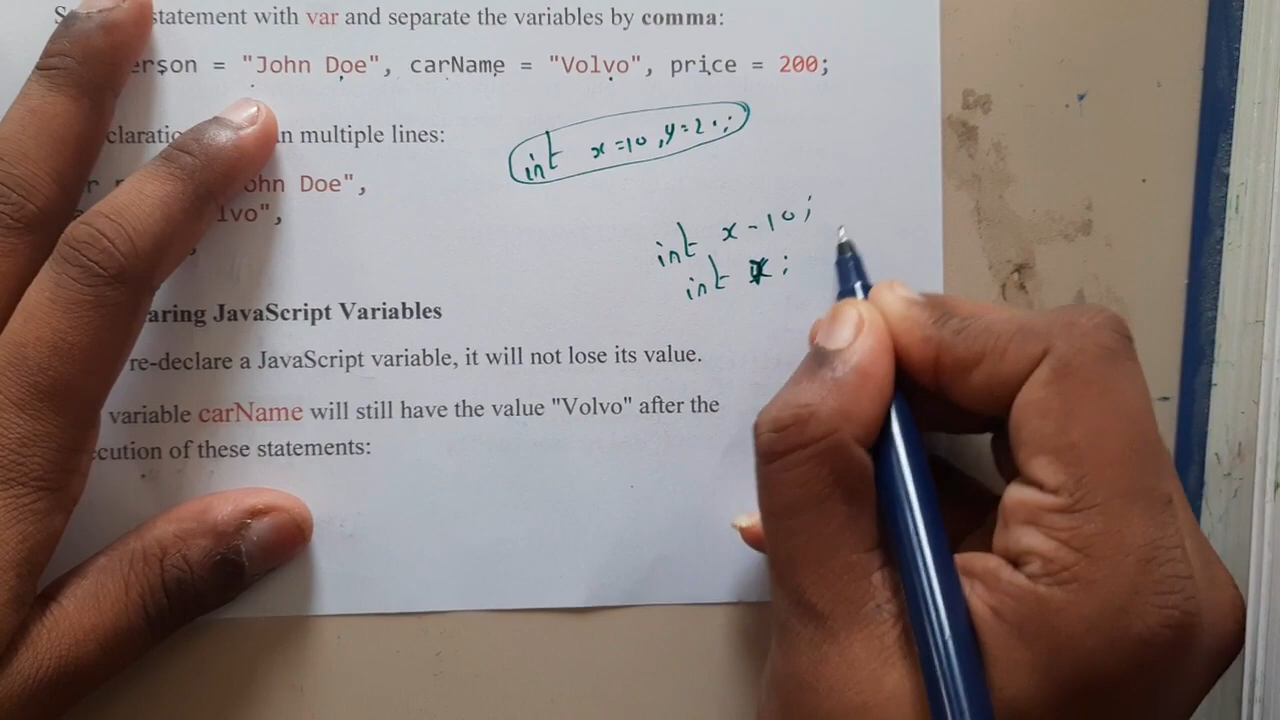 statement with var and separate the variables by comma:
erson = "John Doe", carName = "Volvo", price = 200;
claratio n multiple lines:
int x=10, y=20;
ohn Doe",
lvo",
int x=10;
int x;
aring JavaScript Variables
re-declare a JavaScript variable, it will not lose its value.
variable carName will still have the value "Volvo" after the
cution of these statements: